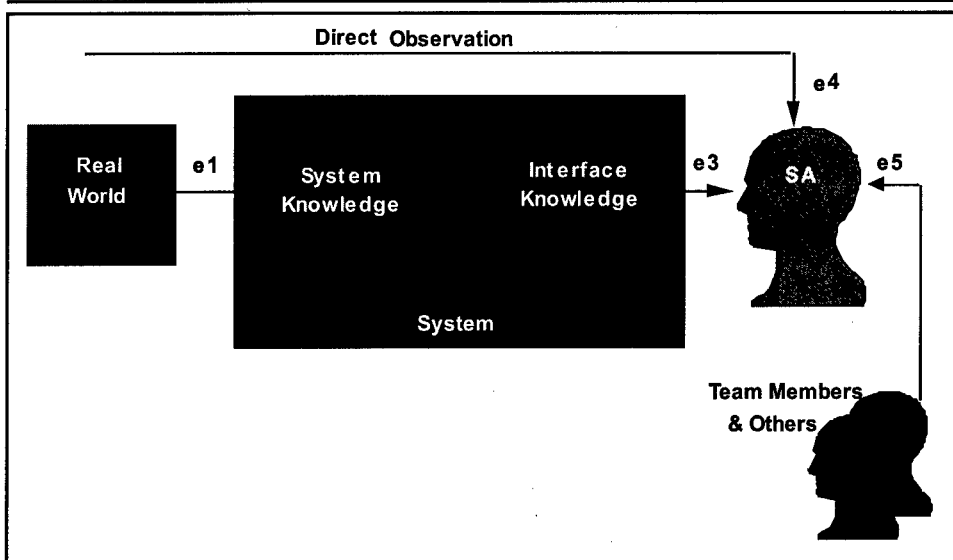 Direct Observation
e4
Real
World
e1
System
Knowledge
Interface
Knowledge
e3
SA
e5
System
Team Members
& Others